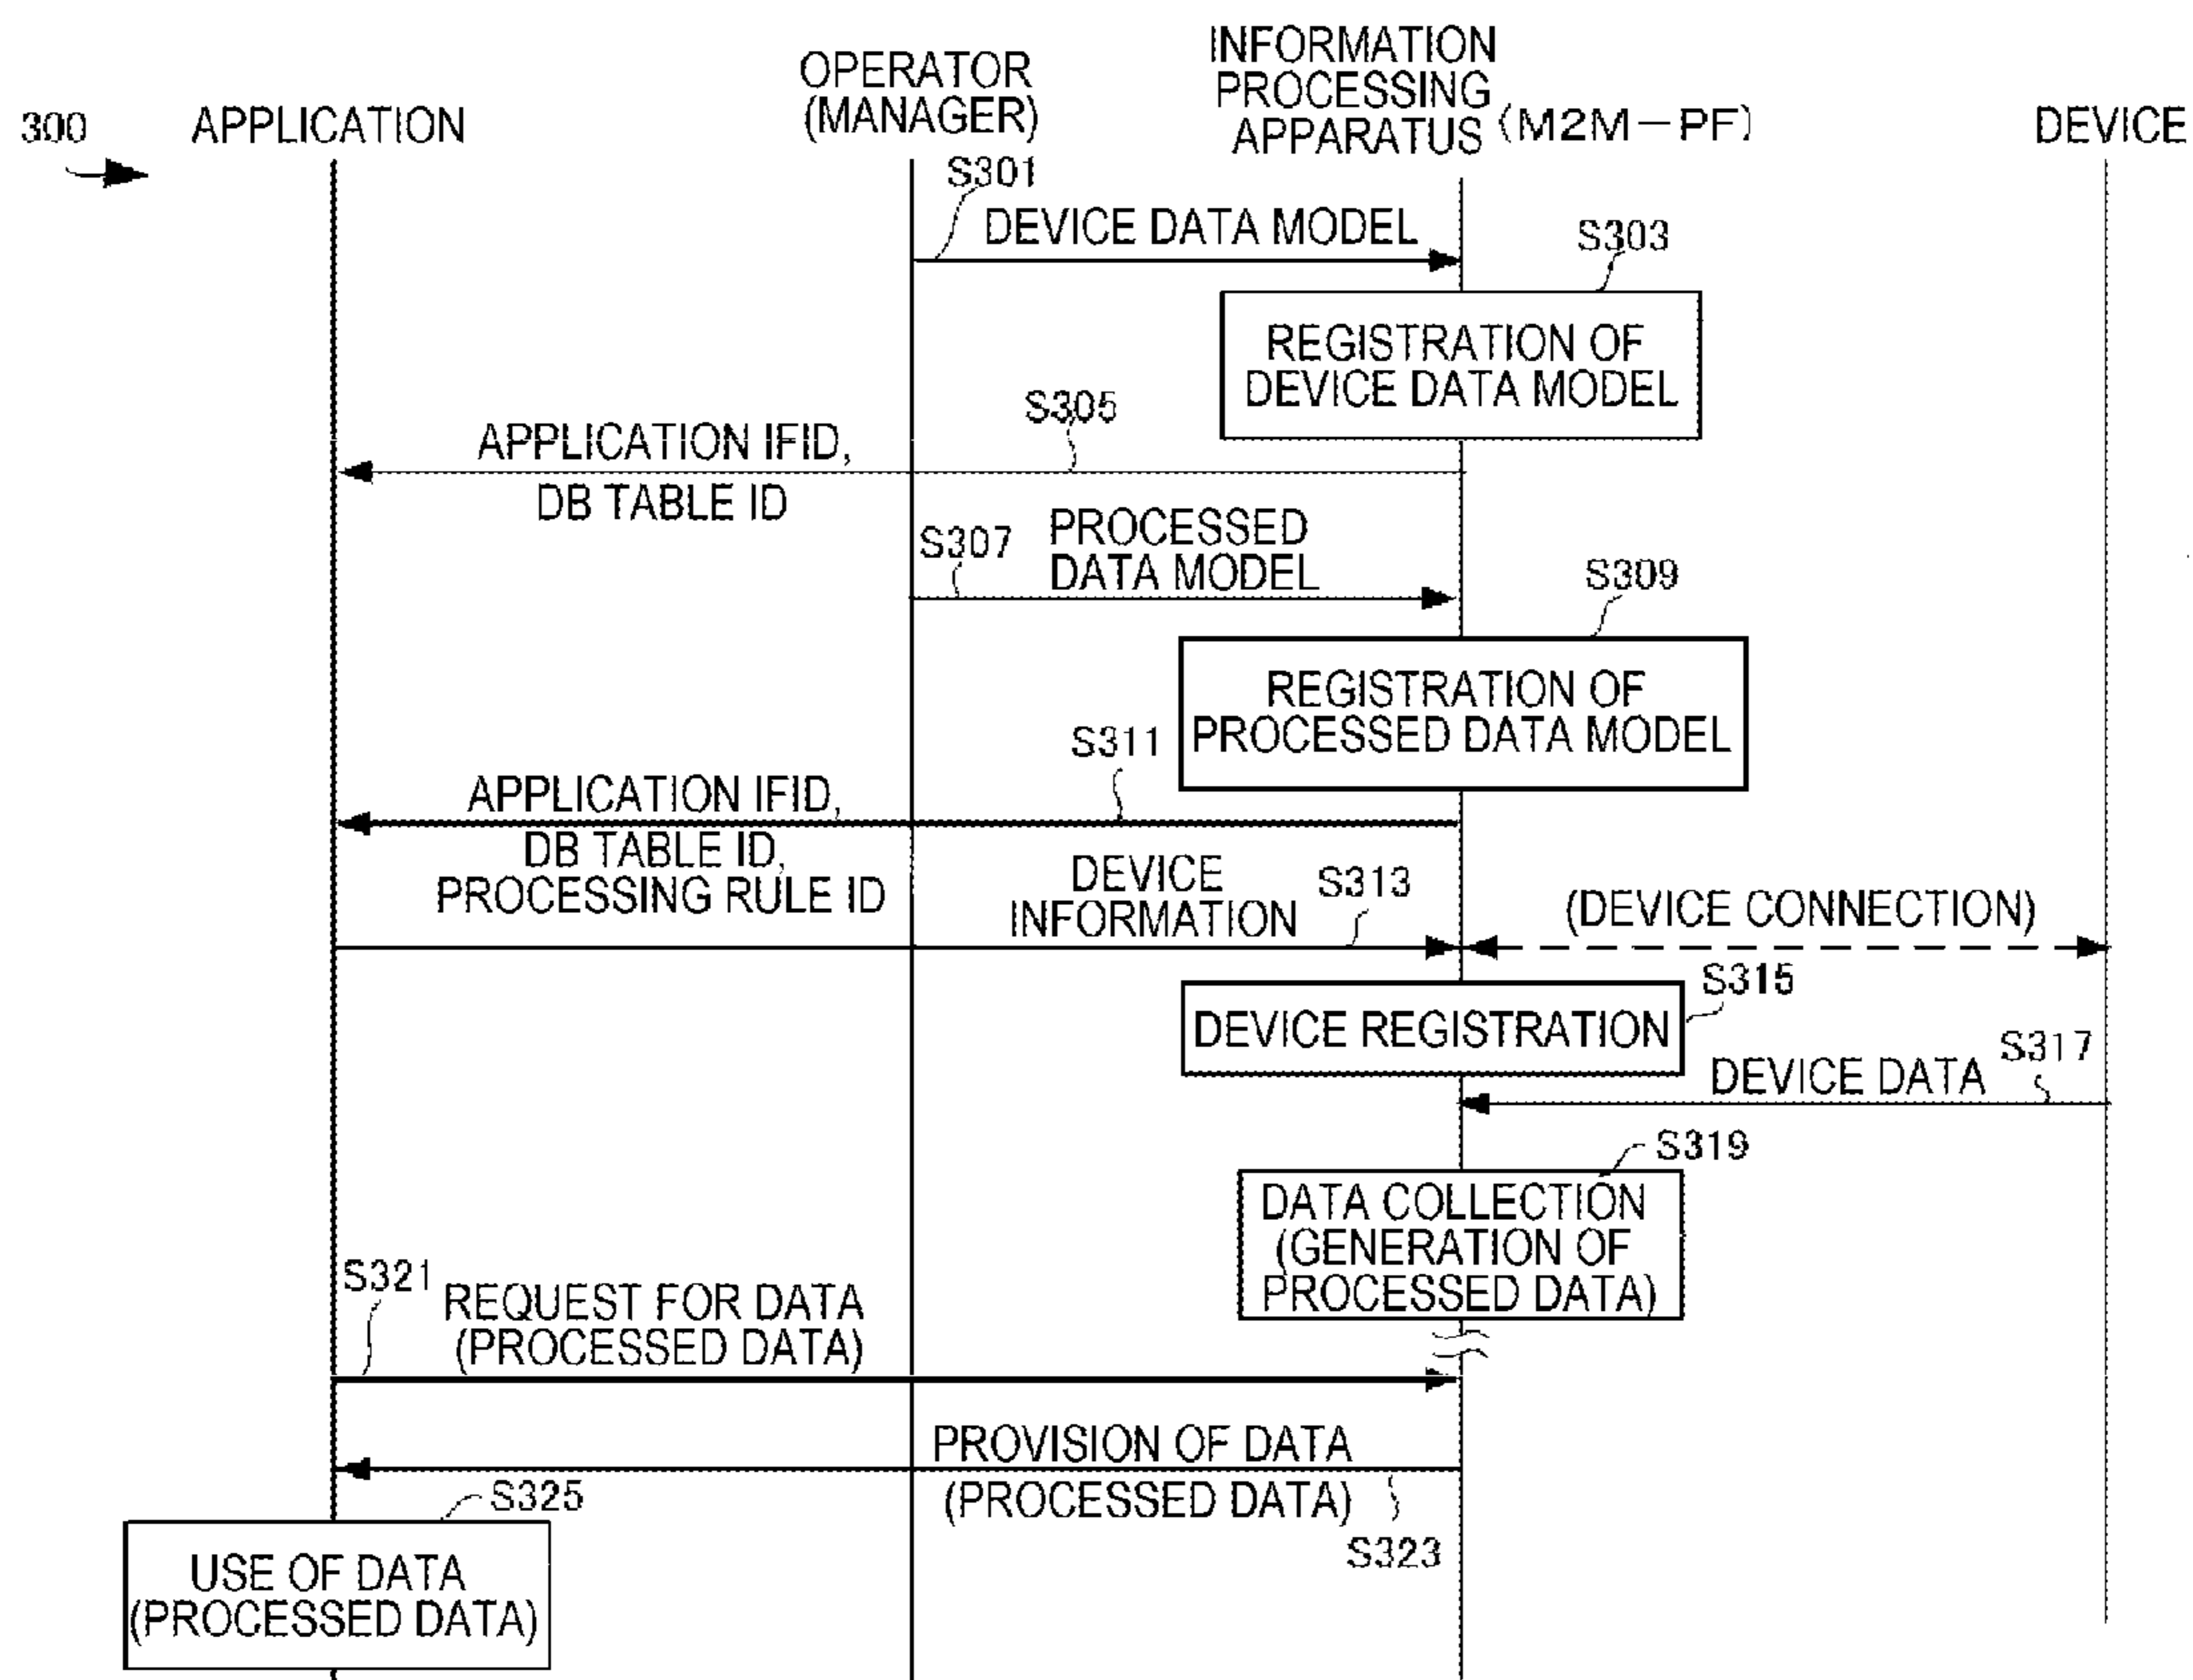 300
APPLICATION
OPERATOR
(MANAGER)
INFORMATION
PROCESSING
APPARATUS (M2M-PF)
DEVICE
S301
DEVICE DATA MODEL
S303
REGISTRATION OF
DEVICE DATA MODEL
S305
APPLICATION IFID,
DB TABLE ID
S307
PROCESSED
DATA MODEL
S309
REGISTRATION OF
PROCESSED DATA MODEL
S311
APPLICATION IFID,
DB TABLE ID,
PROCESSING RULE ID
DEVICE
INFORMATION
S313
(DEVICE CONNECTION)
S315
DEVICE REGISTRATION
S317
DEVICE DATA
S319
DATA COLLECTION
(GENERATION OF
PROCESSED DATA)
S321
REQUEST FOR DATA
(PROCESSED DATA)
PROVISION OF DATA
(PROCESSED DATA)
S323
S325
USE OF DATA
(PROCESSED DATA)